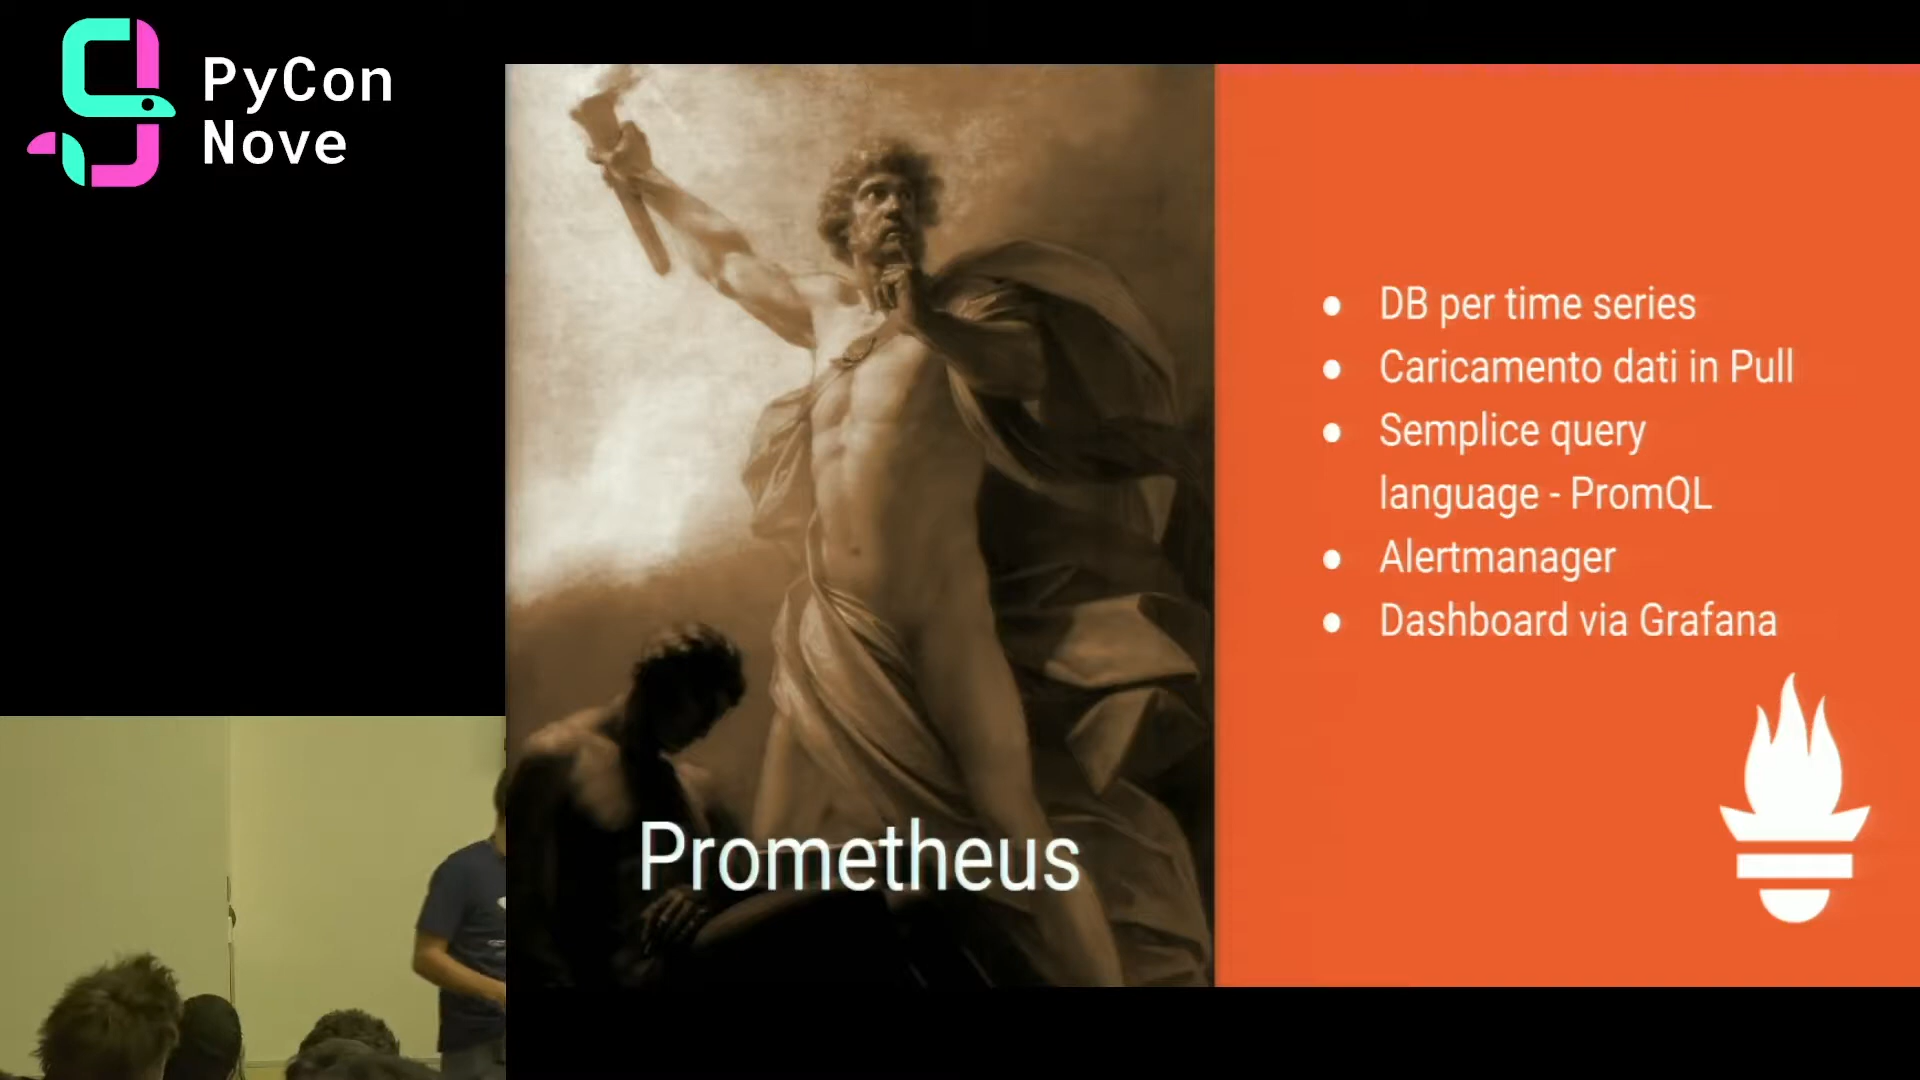 PyCon
Nove
DB per time series
Caricamento dati in Pull
Semplice query
language - PromQL
Alertmanager
Dashboard via Grafana
Prometheus